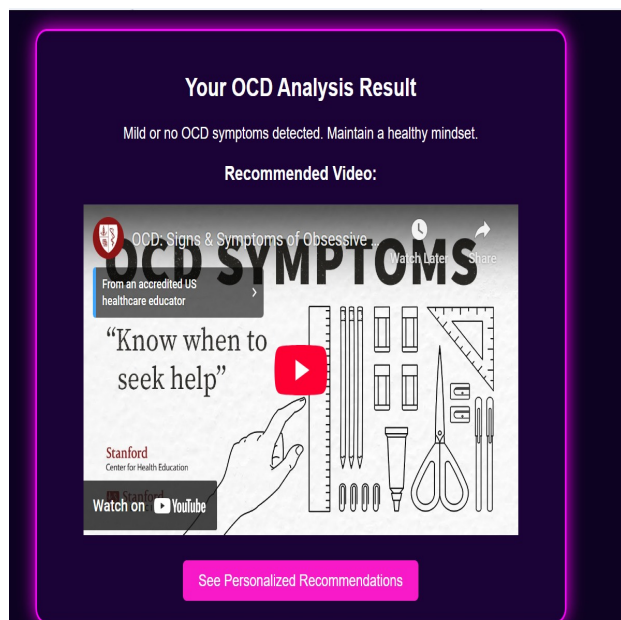 Your OCD Analysis Result
Mild or no OCD symptoms detected. Maintain a healthy mindset.
Recommended Video:
OCD: Signs & Symptoms of Obsessive ...
Watch Later
Share
OCD SYMPTOMS
From an accredited US
healthcare educator
“Know when to
seek help”
Stanford
Center for Health Education
Stanford
Watch on YouTube
See Personalized Recommendations